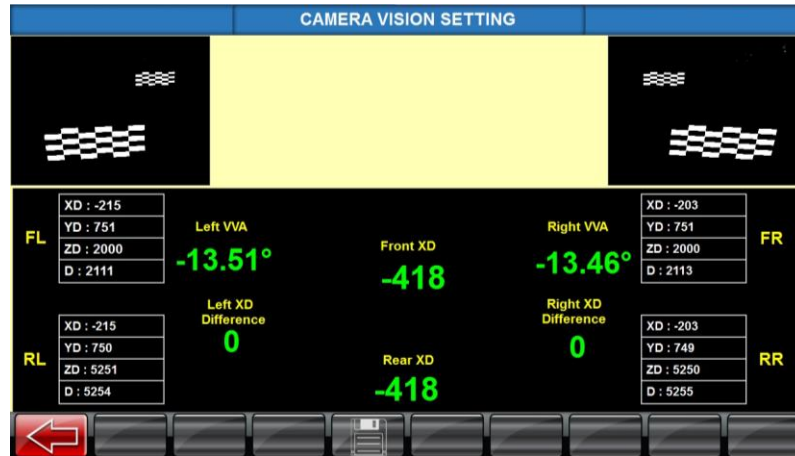 CAMERA VISION SETTING
FL
XD : -215
YD : 751
ZD : 2000
D : 2111
Left VVA
-13.51°
Left XD
Difference
0
Front XD
-418
Rear XD
-418
Right VVA
-13.46°
Right XD
Difference
0
XD : -203
YD : 751
ZD : 2000
D : 2113
FR
RL
XD : -215
YD : 750
ZD : 5251
D : 5254
XD : -203
YD : 749
ZD : 5250
D : 5255
RR